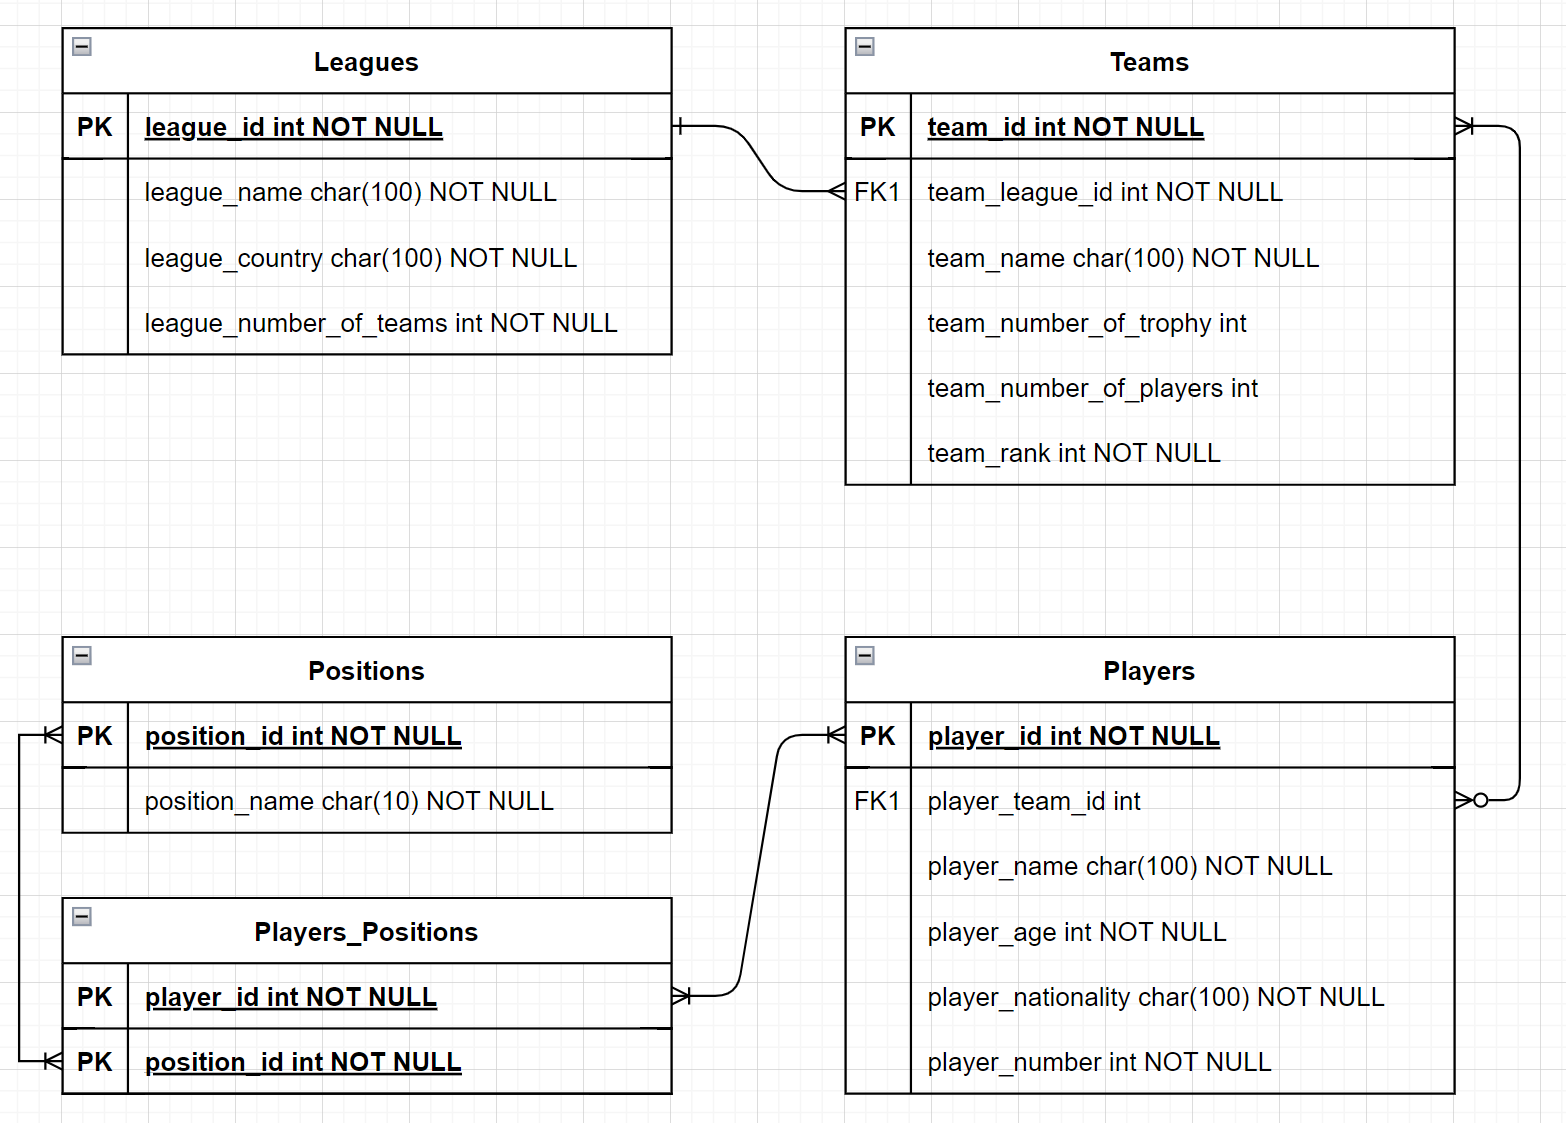 Leagues
PK league_id int NOT NULL
league_name char(100) NOT NULL
league_country char(100) NOT NULL
league_number_of_teams int NOT NULL
Teams
PK team_id int NOT NULL
FK1 team_league_id int NOT NULL
team_name char(100) NOT NULL
team_number_of_trophy int
team_number_of_players int
team_rank int NOT NULL
Positions
PK position_id int NOT NULL
position_name char(10) NOT NULL
Players_Positions
PK player_id int NOT NULL
PK position_id int NOT NULL
Players
PK player_id int NOT NULL
FK1 player_team_id int
player_name char(100) NOT NULL
player_age int NOT NULL
player_nationality char(100) NOT NULL
player_number int NOT NULL